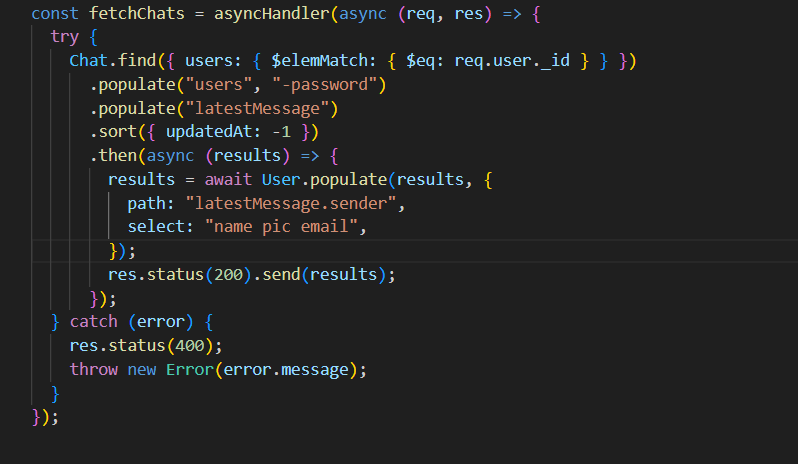 const fetchChats = asyncHandler(async (req, res) => {
  try {
    Chat.find({ users: { $elemMatch: { $eq: req.user._id } } })
      .populate("users", "-password")
      .populate("latestMessage")
      .sort({ updatedAt: -1 })
      .then(async (results) => {
        results = await User.populate(results, {
          path: "latestMessage.sender",
          select: "name pic email",
        });
        res.status(200).send(results);
      });
  } catch (error) {
    res.status(400);
    throw new Error(error.message);
  }
});